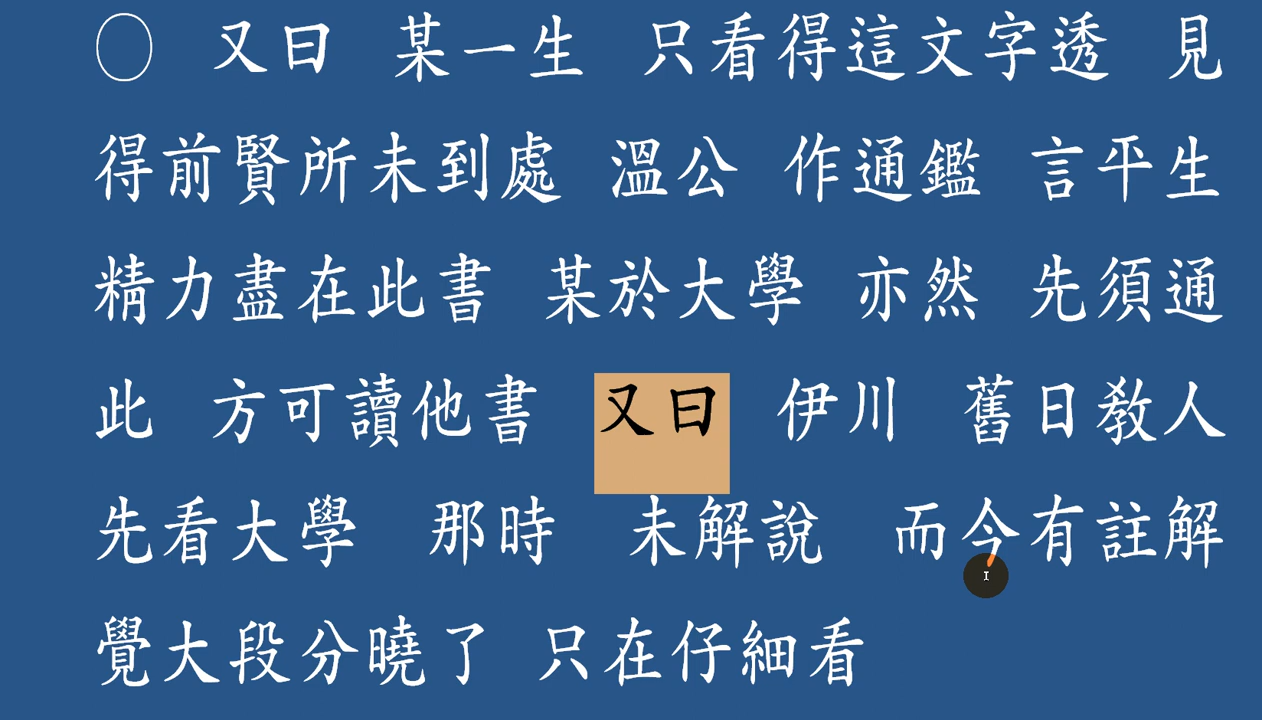 ○ 又曰 某一生 只看得這文字透 見
得前賢所未到處 溫公 作通鑑 言平生
精力盡在此書 某於大學 亦然 先須通
此 方可讀他書 又曰 伊川 舊日教人
先看大學 那時 未解說 而今有註解
覺大段分曉了 只在仔細看